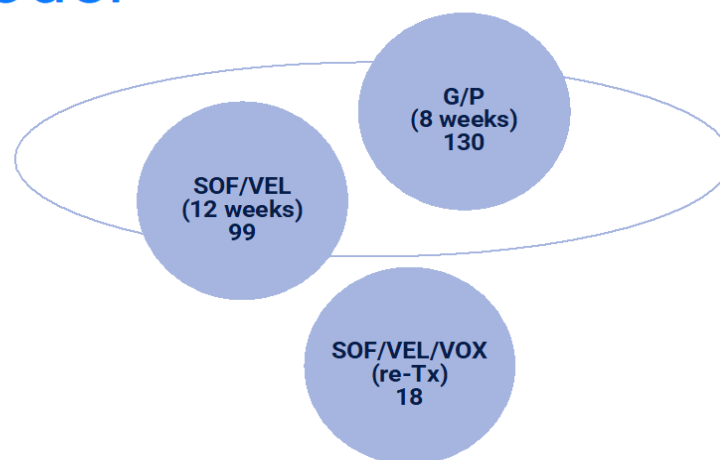 G/P
(8 weeks)
130
SOF/VEL
(12 weeks)
99
SOF/VEL/VOX
(re-Tx)
18